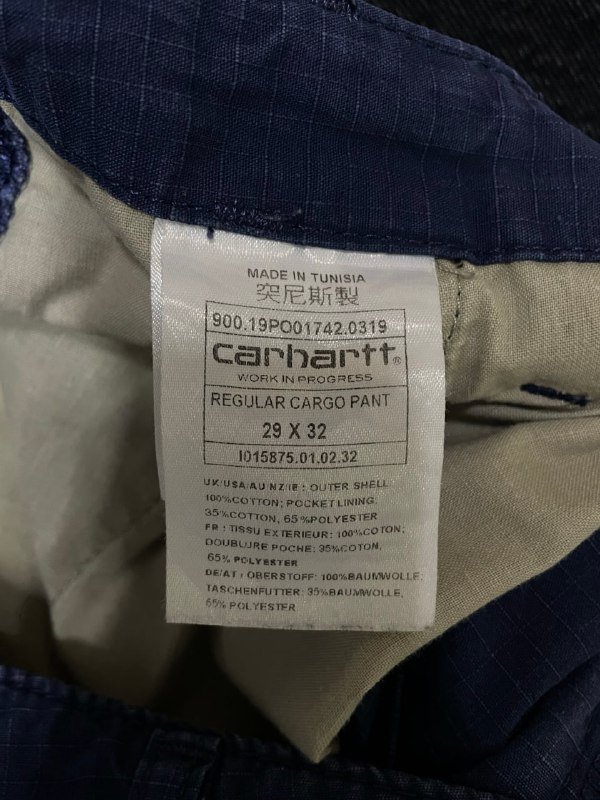 MADE IN TUNISIA
突尼斯製
900.19PO01742.0319
carhartt®
WORK IN PROGRESS
REGULAR CARGO PANT
29 X 32
I015875.01.02.32
UK/USA/AU/NZ/IE : OUTER SHELL
100%COTTON; POCKET LINING:
35%COTTON, 65%POLYESTER
FR : TISSU EXTERIEUR: 100%COTON;
DOUBLURE POCHE: 35%COTON,
65% POLYESTER
DE/AT : OBERSTOFF: 100%BAUMWOLLE;
TASCHENFUTTER: 35%BAUMWOLLE,
65% POLYESTER